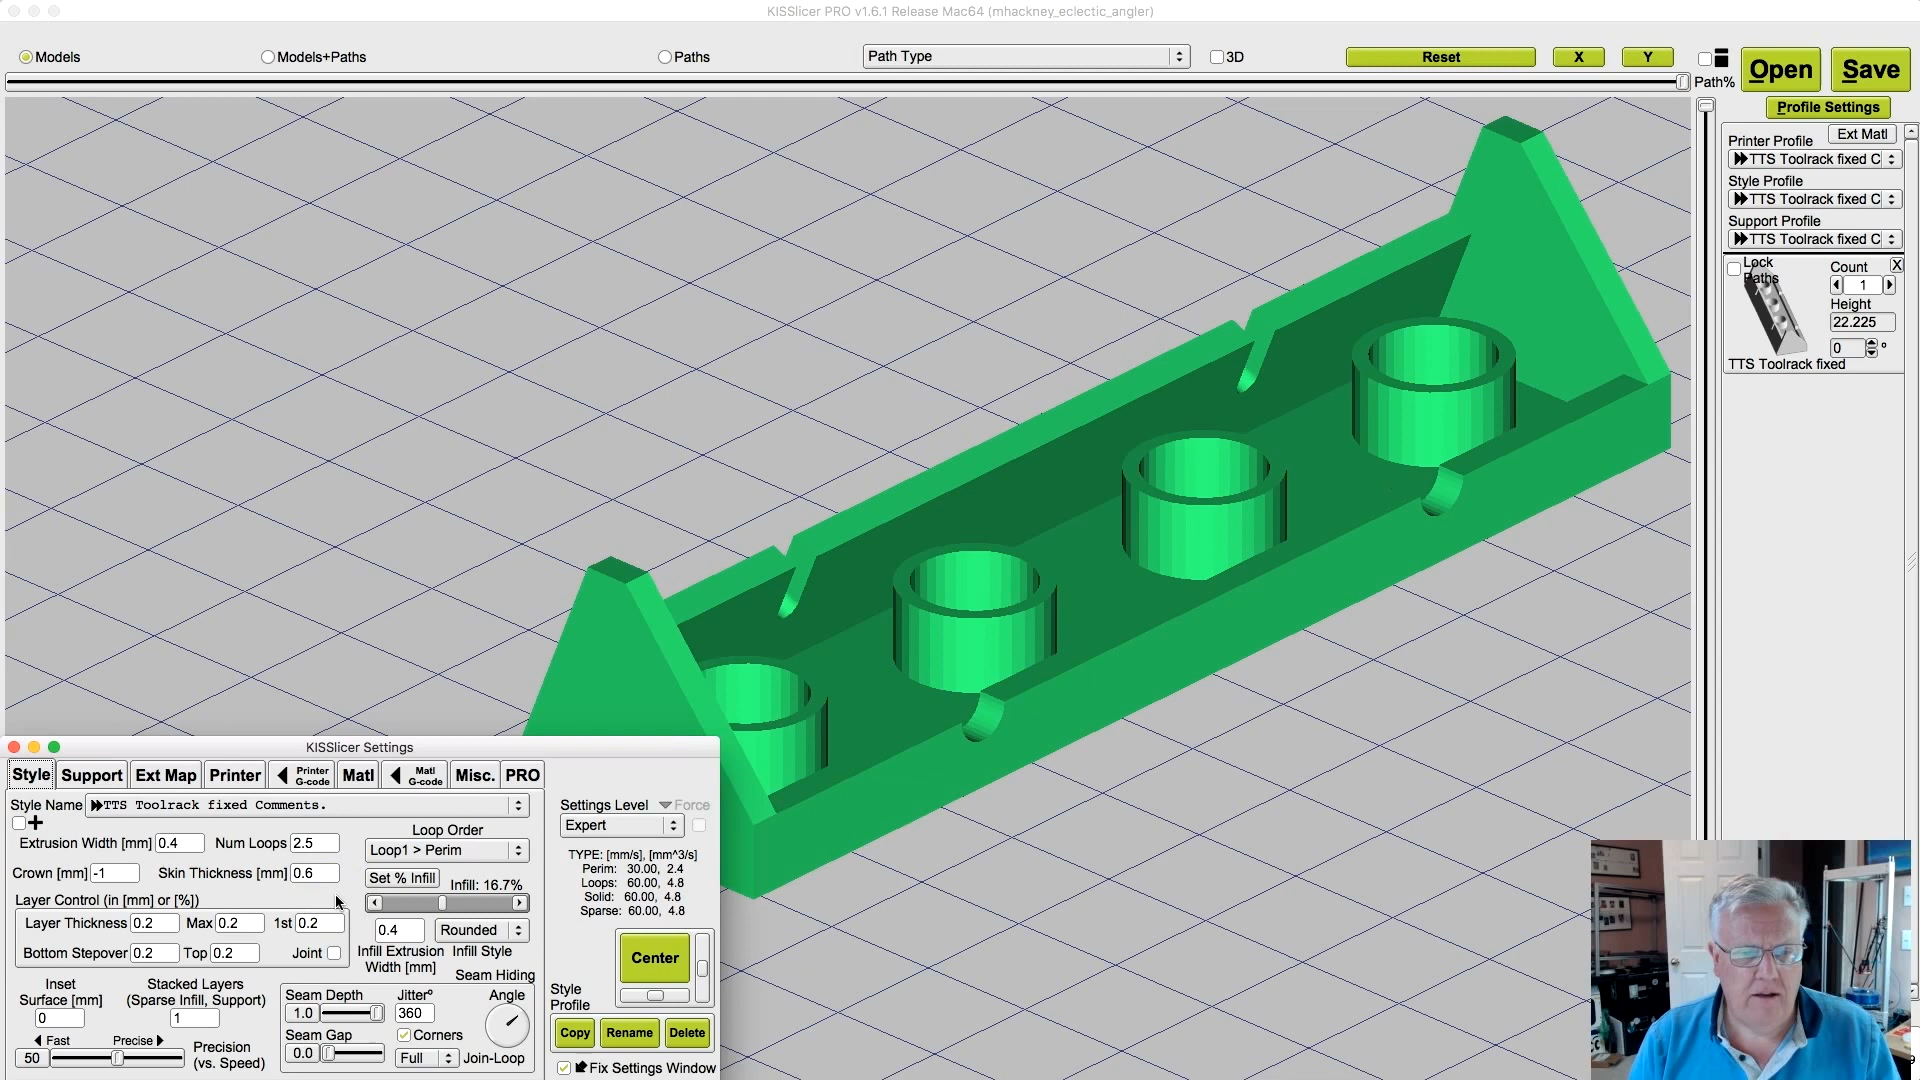 KISSlicer PRO v1.6.1 Release Mac64 (mhackney_eclectic_angler)
Models
Models+Paths
Paths
Path Type
3D
Reset
X
Y
Path%
Open
Save
Profile Settings
Ext Matl
Printer Profile
TTS Toolrack fixed C
Style Profile
TTS Toolrack fixed C
Support Profile
TTS Toolrack fixed C
Lock Paths
Count
X
1
Height
22.225
0 º
TTS Toolrack fixed
KISSlicer Settings
Style
Support
Ext Map
Printer
Printer G-code
Matl
Matl G-code
Misc.
PRO
Style Name
TTS Toolrack fixed Comments.
Extrusion Width [mm] 0.4
Num Loops 2.5
Loop Order
Loop1 > Perim
Crown [mm] -1
Skin Thickness [mm] 0.6
Set % Infill
Infill: 16.7%
Layer Control (in [mm] or [%])
Layer Thickness 0.2 Max 0.2 1st 0.2
Bottom Stepover 0.2 Top 0.2 Joint
0.4
Rounded
Infill Extrusion Width [mm]
Infill Style
Inset Surface [mm]
0
Stacked Layers
(Sparse Infill, Support)
1
Fast
Precise
50
Precision
(vs. Speed)
Seam Hiding
Seam Depth
1.0
Jitterº
360
Angle
Seam Gap
0.0
Corners
Full
Join-Loop
Settings Level
Force
Expert
TYPE: [mm/s], [mm^3/s]
Perim: 30.00, 2.4
Loops: 60.00, 4.8
Solid: 60.00, 4.8
Sparse: 60.00, 4.8
Center
Style Profile
Copy
Rename
Delete
Fix Settings Window